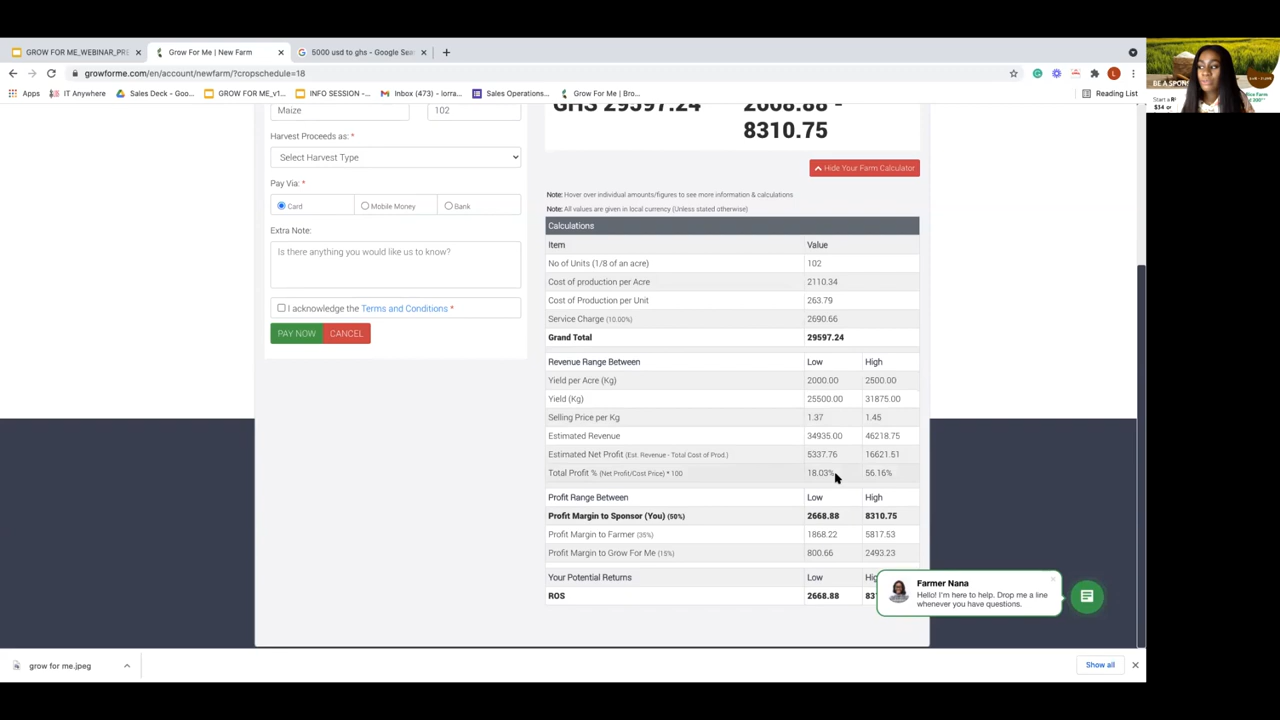 GROW FOR ME_WEBINAR_PRE
Grow For Me | New Farm
5000 usd to ghs - Google Sea
growforme.com/en/account/newfarm/?cropschedule=18
Apps
IT Anywhere
Sales Deck - Goo...
GROW FOR ME_v1...
INFO SESSION -...
Inbox (473) - lorra...
Sales Operations...
Grow For Me | Bro...
Reading List
BE A SPON
Start a R
$34 or
Maize
102
Harvest Proceeds as: *
Select Harvest Type
Pay Via: *
Card
Mobile Money
Bank
Extra Note:
Is there anything you would like us to know?
I acknowledge the Terms and Conditions *
PAY NOW
CANCEL
GHS 29597.24
2668.88 -
8310.75
Hide Your Farm Calculator
Note: Hover over individual amounts/figures to see more information & calculations
Note: All values are given in local currency (Unless stated otherwise)
Calculations
Item Value
No of Units (1/8 of an acre) 102
Cost of production per Acre 2110.34
Cost of Production per Unit 263.79
Service Charge (10.00%) 2690.66
Grand Total 29597.24
Revenue Range Between Low High
Yield per Acre (Kg) 2000.00 2500.00
Yield (Kg) 25500.00 31875.00
Selling Price per Kg 1.37 1.45
Estimated Revenue 34935.00 46218.75
Estimated Net Profit (Est. Revenue - Total Cost of Prod.) 5337.76 16621.51
Total Profit % (Net Profit/Cost Price) * 100 18.03% 56.16%
Profit Range Between Low High
Profit Margin to Sponsor (You) (50%) 2668.88 8310.75
Profit Margin to Farmer (35%) 1868.22 5817.53
Profit Margin to Grow For Me (15%) 800.66 2493.23
Your Potential Returns Low Hig
ROS 2668.88 831
Farmer Nana
Hello! I'm here to help. Drop me a line
whenever you have questions.
grow for me.jpeg
Show all